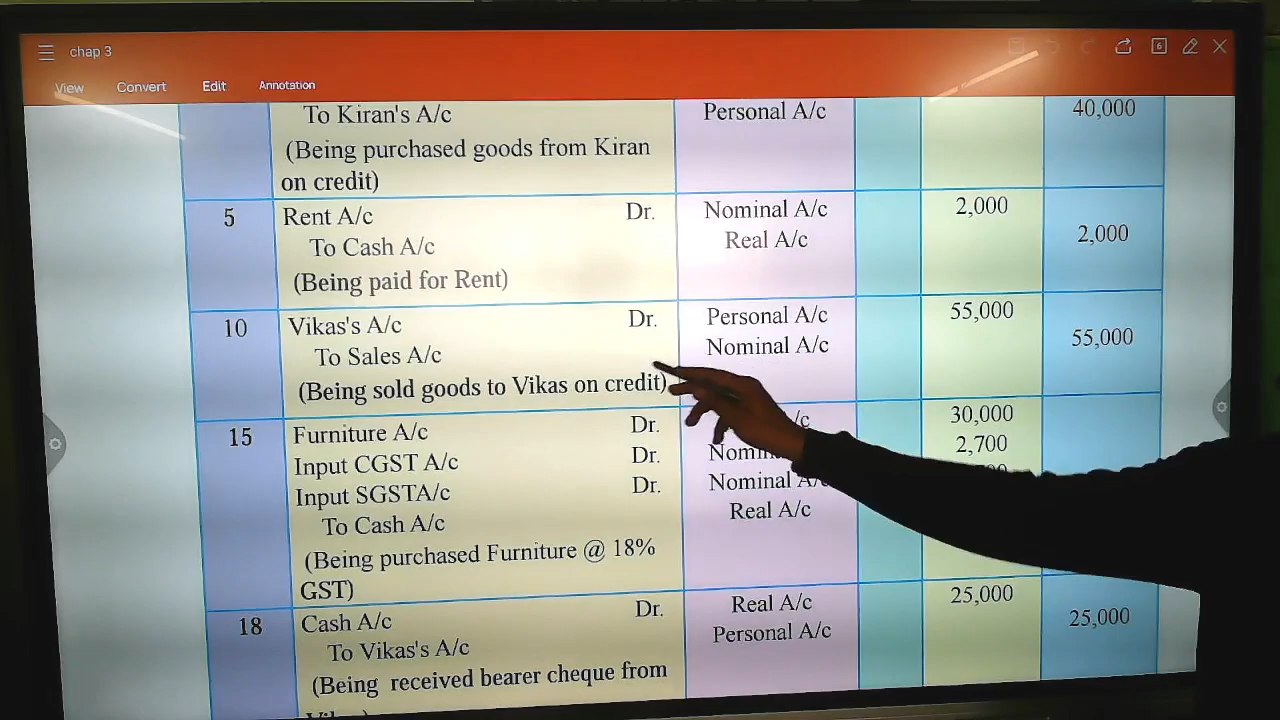 chap 3
6
View Convert Edit Annotation
To Kiran's A/c Personal A/c 40,000
(Being purchased goods from Kiran
on credit)
5 Rent A/c Dr. Nominal A/c 2,000
To Cash A/c Real A/c 2,000
(Being paid for Rent)
10 Vikas's A/c Dr. Personal A/c 55,000
To Sales A/c Nominal A/c 55,000
(Being sold goods to Vikas on credit)
15 Furniture A/c Dr. 30,000
Input CGST A/c Dr. 2,700
Input SGSTA/c Dr. Nominal A/c
To Cash A/c Real A/c
(Being purchased Furniture @ 18%
GST)
18 Cash A/c Dr. Real A/c 25,000
To Vikas's A/c Personal A/c 25,000
(Being received bearer cheque from